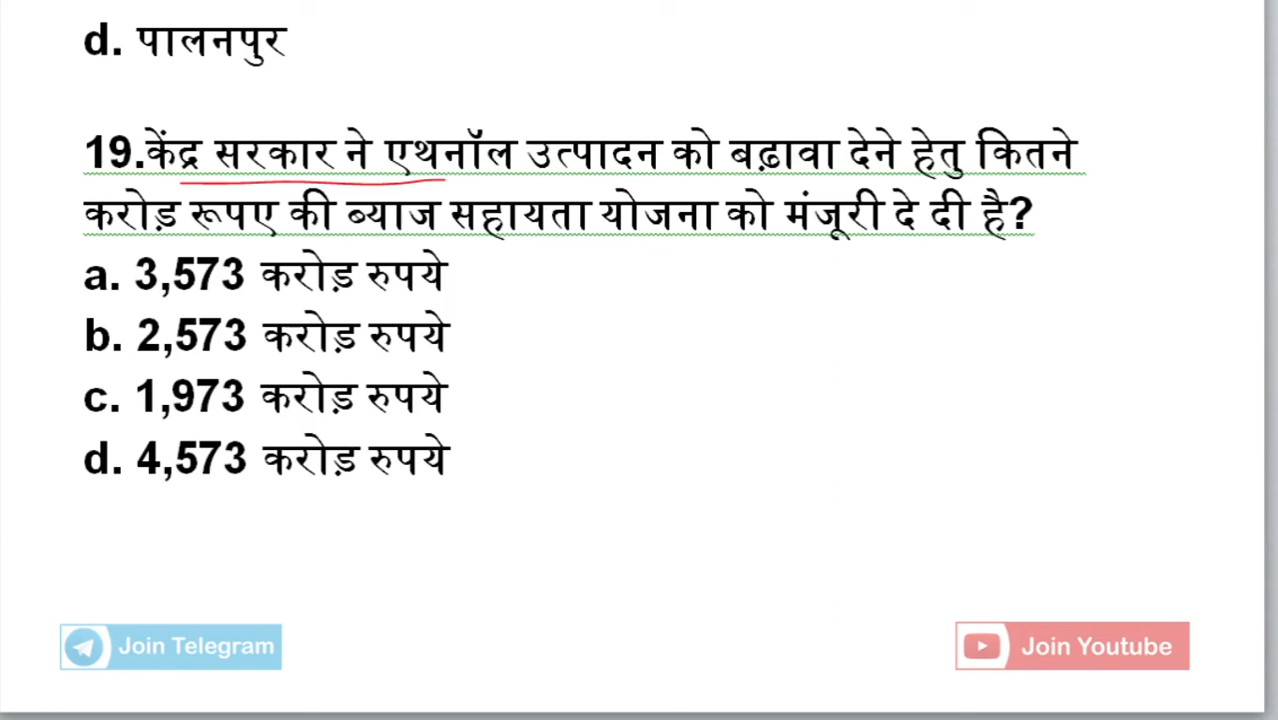 d. पालनपुर
19.केंद्र सरकार ने एथनॉल उत्पादन को बढ़ावा देने हेतु कितने
करोड़ रूपए की ब्याज सहायता योजना को मंजूरी दे दी है?
a. 3,573 करोड़ रुपये
b. 2,573 करोड़ रुपये
c. 1,973 करोड़ रुपये
d. 4,573 करोड़ रुपये
Join Telegram
Join Youtube